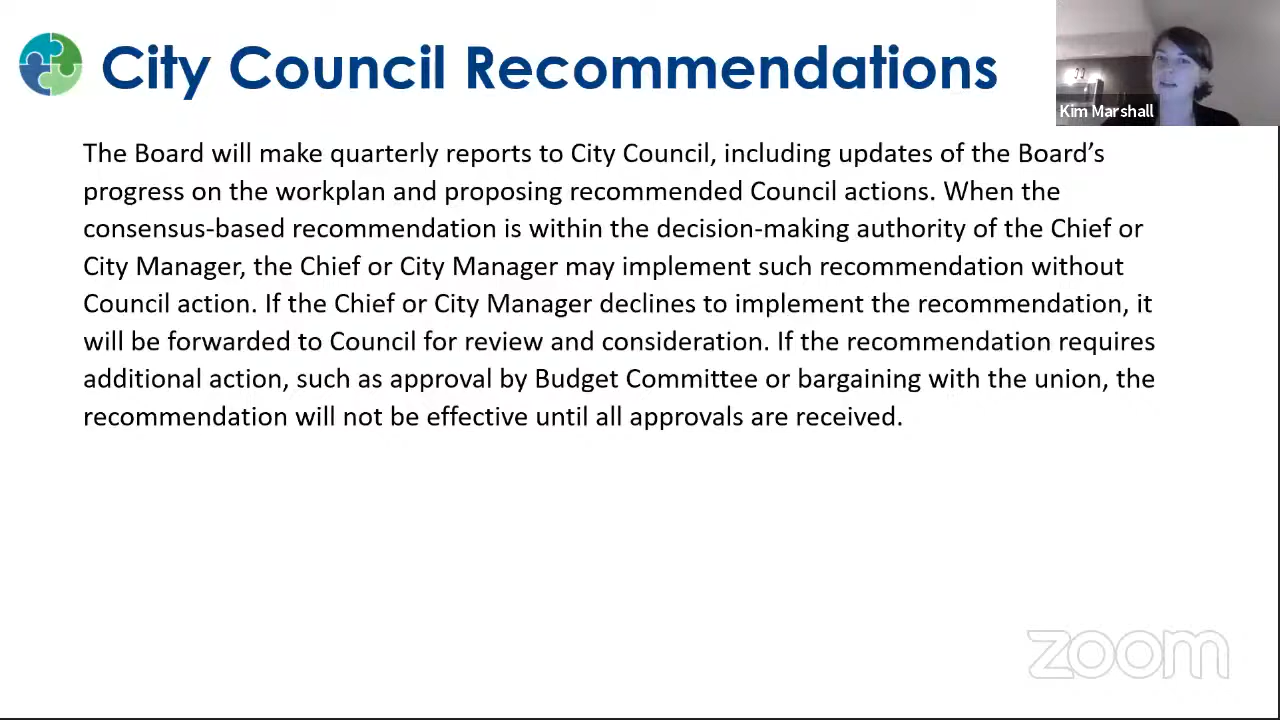 City Council Recommendations
Kim Marshall
The Board will make quarterly reports to City Council, including updates of the Board’s
progress on the workplan and proposing recommended Council actions. When the
consensus-based recommendation is within the decision-making authority of the Chief or
City Manager, the Chief or City Manager may implement such recommendation without
Council action. If the Chief or City Manager declines to implement the recommendation, it
will be forwarded to Council for review and consideration. If the recommendation requires
additional action, such as approval by Budget Committee or bargaining with the union, the
recommendation will not be effective until all approvals are received.
zoom